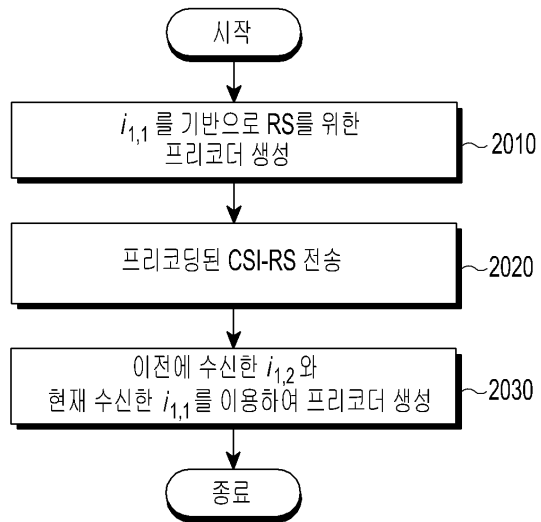 시작
i1,1 를 기반으로 RS를 위한
프리코더 생성
2010
프리코딩된 CSI-RS 전송
2020
이전에 수신한 i1,2 와
현재 수신한 i1,1 를 이용하여 프리코더 생성
2030
종료